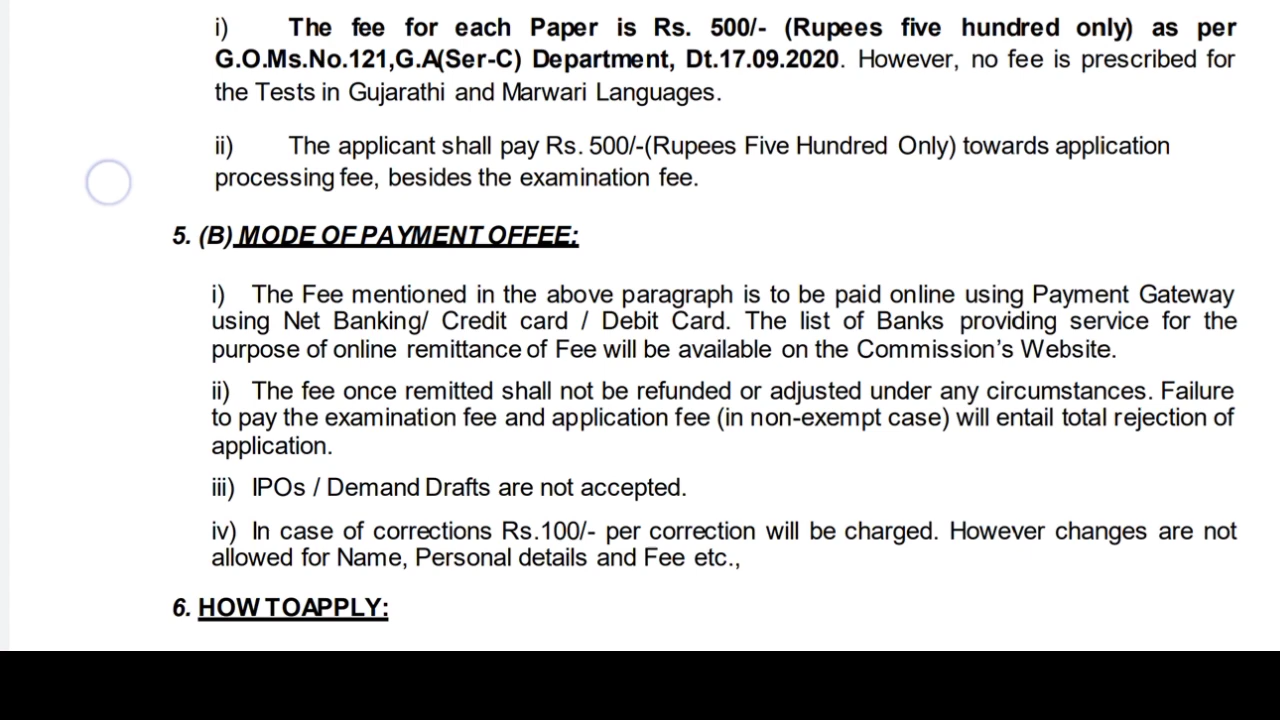 i) The fee for each Paper is Rs. 500/- (Rupees five hundred only) as per
G.O.Ms.No.121,G.A(Ser-C) Department, Dt.17.09.2020. However, no fee is prescribed for
the Tests in Gujarathi and Marwari Languages.
ii) The applicant shall pay Rs. 500/-(Rupees Five Hundred Only) towards application
processing fee, besides the examination fee.
5. (B) MODE OF PAYMENT OFFEE:
i) The Fee mentioned in the above paragraph is to be paid online using Payment Gateway
using Net Banking/ Credit card / Debit Card. The list of Banks providing service for the
purpose of online remittance of Fee will be available on the Commission’s Website.
ii) The fee once remitted shall not be refunded or adjusted under any circumstances. Failure
to pay the examination fee and application fee (in non-exempt case) will entail total rejection of
application.
iii) IPOs / Demand Drafts are not accepted.
iv) In case of corrections Rs.100/- per correction will be charged. However changes are not
allowed for Name, Personal details and Fee etc.,
6. HOW TOAPPLY: